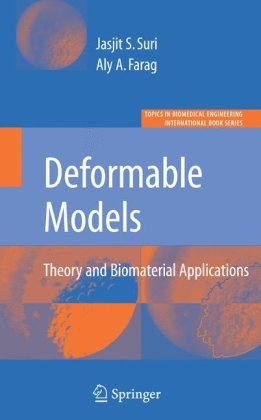 Jasjit S. Suri
Aly A. Farag
TOPICS IN BIOMEDICAL ENGINEERING
INTERNATIONAL BOOK SERIES
Deformable
Models
Theory and Biomaterial Applications
Springer